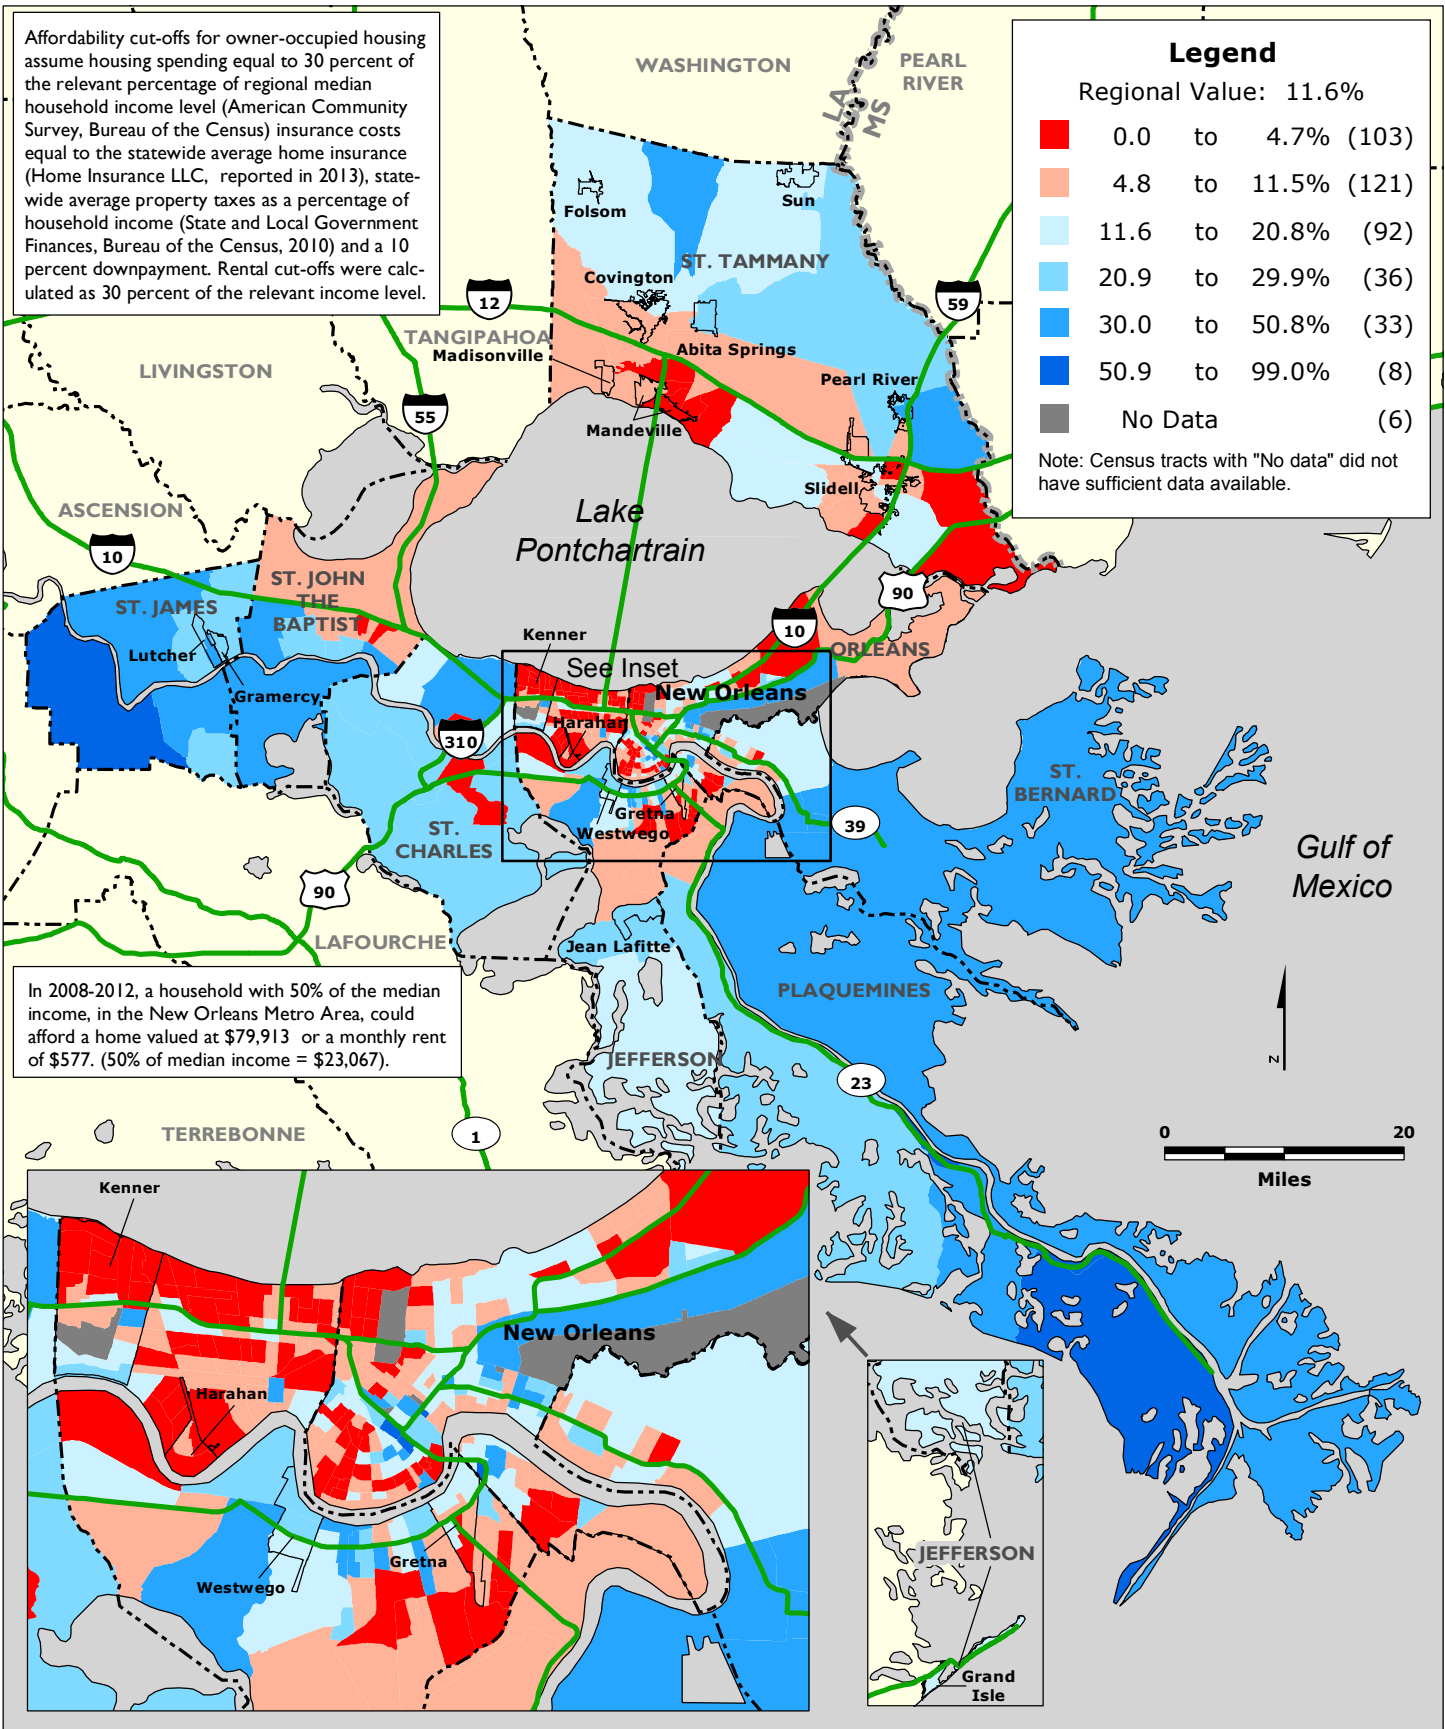 Affordability cut-offs for owner-occupied housing
assume housing spending equal to 30 percent of
the relevant percentage of regional median
household income level (American Community
Survey, Bureau of the Census) insurance costs
equal to the statewide average home insurance
(Home Insurance LLC, reported in 2013), state-
wide average property taxes as a percentage of
household income (State and Local Government
Finances, Bureau of the Census, 2010) and a 10
percent downpayment. Rental cut-offs were calc-
ulated as 30 percent of the relevant income level.
WASHINGTON
PEARL
RIVER
LA
MS
Legend
Regional Value: 11.6%
0.0 to 4.7% (103)
4.8 to 11.5% (121)
11.6 to 20.8% (92)
20.9 to 29.9% (36)
30.0 to 50.8% (33)
50.9 to 99.0% (8)
No Data (6)
Note: Census tracts with "No data" did not
have sufficient data available.
Folsom
Sun
ST. TAMMANY
Covington
12
59
TANGIPAHOA
Madisonville
Abita Springs
LIVINGSTON
Pearl River
55
Mandeville
Slidell
ASCENSION
Lake
Pontchartrain
10
ST. JOHN
THE
BAPTIST
ST. JAMES
90
10
Kenner
ORLEANS
Lutcher
See Inset
Gramercy
New Orleans
Harahan
310
ST.
BERNARD
Gretna
Westwego
39
ST.
CHARLES
Gulf of
Mexico
90
LAFOURCHE
Jean Lafitte
PLAQUEMINES
In 2008-2012, a household with 50% of the median
income, in the New Orleans Metro Area, could
afford a home valued at $79,913 or a monthly rent
of $577. (50% of median income = $23,067).
JEFFERSON
N
23
TERREBONNE
1
0 20
Miles
Kenner
New Orleans
Harahan
Gretna
Westwego
JEFFERSON
Grand
Isle